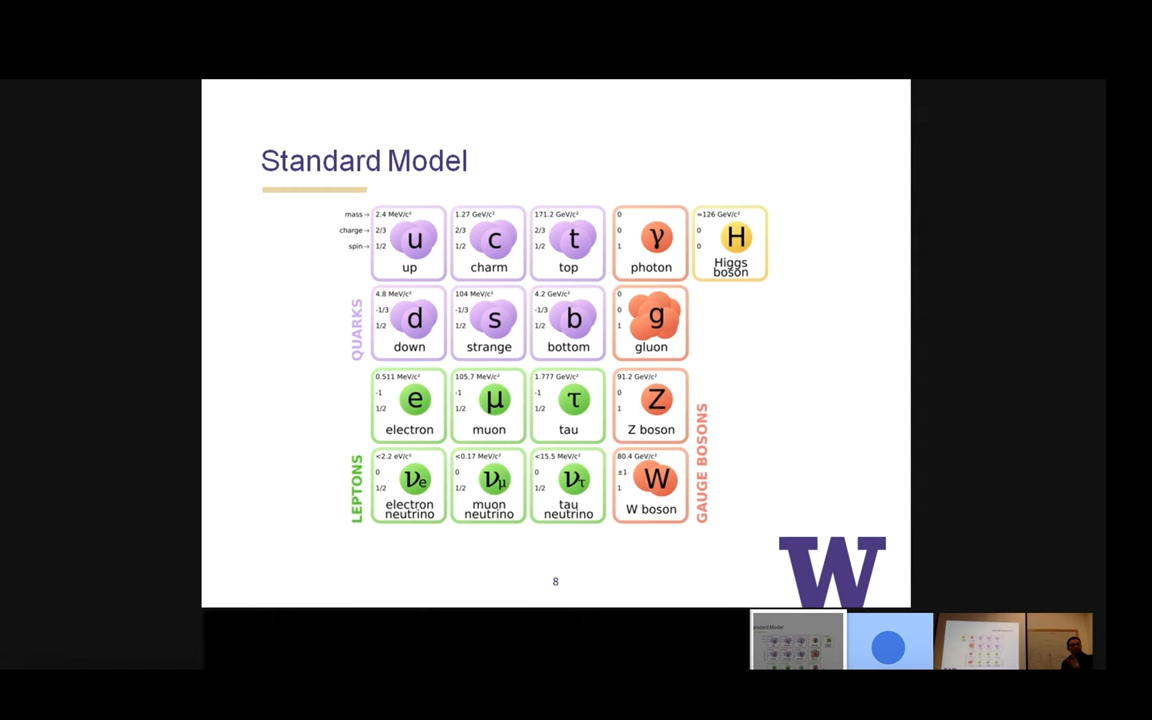 Standard Model
mass→ 2.4 MeV/c² 1.27 GeV/c² 171.2 GeV/c² 0 ≈126 GeV/c²
charge→ 2/3 2/3 2/3 0 0
spin→ 1/2 1/2 1/2 1 0
u c t γ H
up charm top photon Higgs boson
QUARKS
4.8 MeV/c² 104 MeV/c² 4.2 GeV/c² 0
-1/3 -1/3 -1/3 0
1/2 1/2 1/2 1
d s b g
down strange bottom gluon
0.511 MeV/c² 105.7 MeV/c² 1.777 GeV/c² 91.2 GeV/c²
-1 -1 -1 0
1/2 1/2 1/2 1
e μ τ Z
electron muon tau Z boson
LEPTONS
<2.2 eV/c² <0.17 MeV/c² <15.5 MeV/c² 80.4 GeV/c²
0 0 0 ±1
1/2 1/2 1/2 1
νe νμ ντ W
electron neutrino muon neutrino tau neutrino W boson
GAUGE BOSONS
8
W